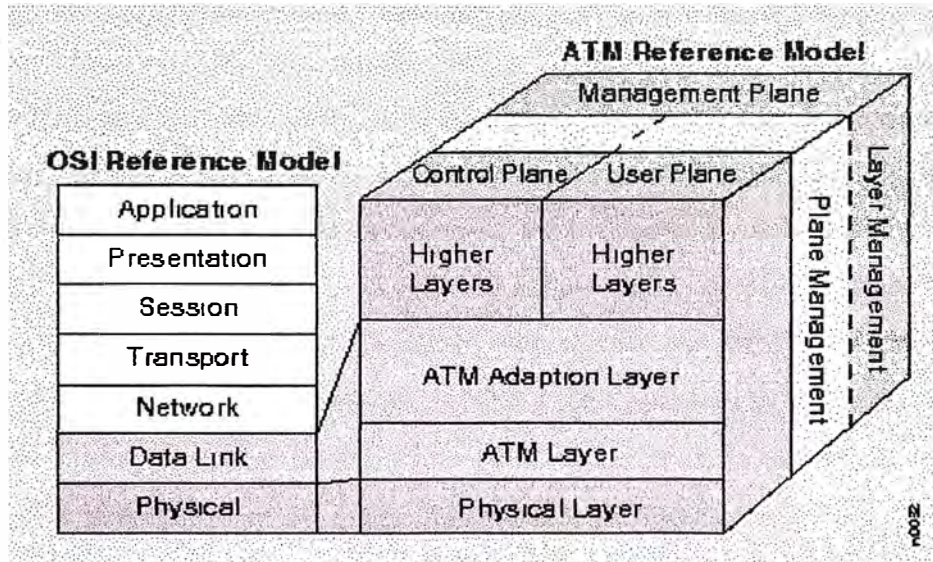 ATM Reference Model
Management Plane
OSI Reference Model
Control Plane
User Plane
Application
Presentation
Session
Transport
Network
Data Link
Physical
Higher
Layers
Higher
Layers
ATM Adaption Layer
ATM Layer
Physical Layer
Plane Management
Layer Management